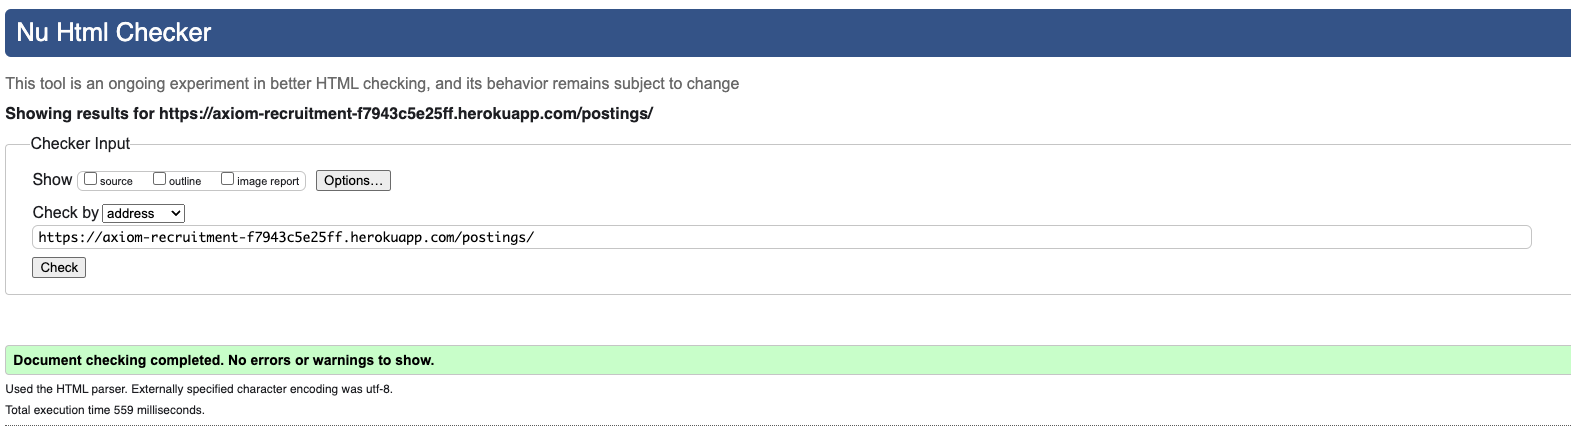 Nu Html Checker
This tool is an ongoing experiment in better HTML checking, and its behavior remains subject to change
Showing results for https://axiom-recruitment-f7943c5e25ff.herokuapp.com/postings/
Checker Input
Show source outline image report Options...
Check by address
https://axiom-recruitment-f7943c5e25ff.herokuapp.com/postings/
Check
Document checking completed. No errors or warnings to show.
Used the HTML parser. Externally specified character encoding was utf-8.
Total execution time 559 milliseconds.